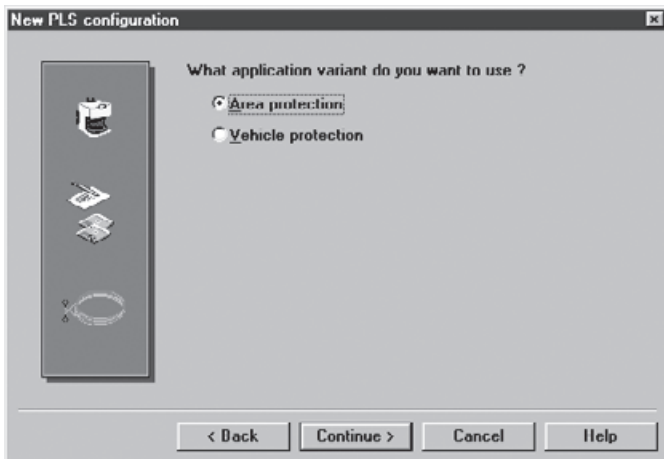 New PLS configuration
What application variant do you want to use ?
Area protection
Vehicle protection
< Back
Continue >
Cancel
Help